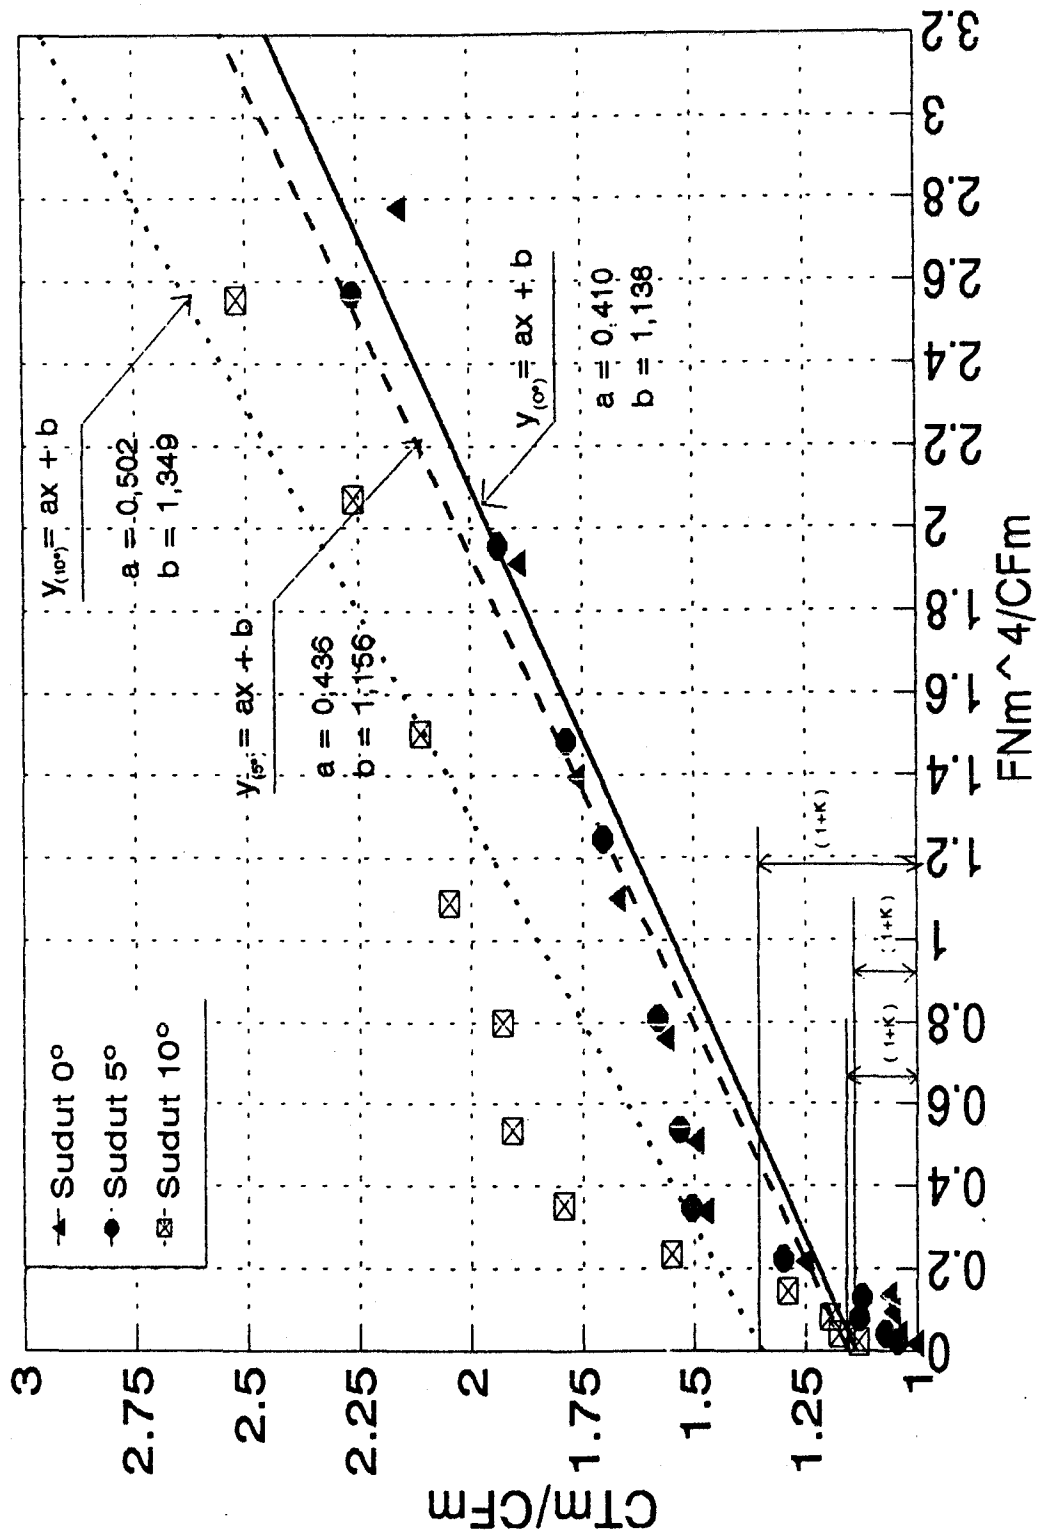 CTm/CFm
3
2.75
2.5
2.25
2
1.75
1.5
1.25
1
Sudut 0°
Sudut 5°
Sudut 10°
y(10°)= ax + b
a = 0,502
b = 1,349
y(5°)= ax + b
a = 0,436
b = 1,156
y(0°)= ax + b
a = 0,410
b = 1,138
(1+K)
(1+K)
(1+K)
0 0.2 0.4 0.6 0.8 1 1.2 1.4 1.6 1.8 2 2.2 2.4 2.6 2.8 3 3.2
FNm^4/CFm